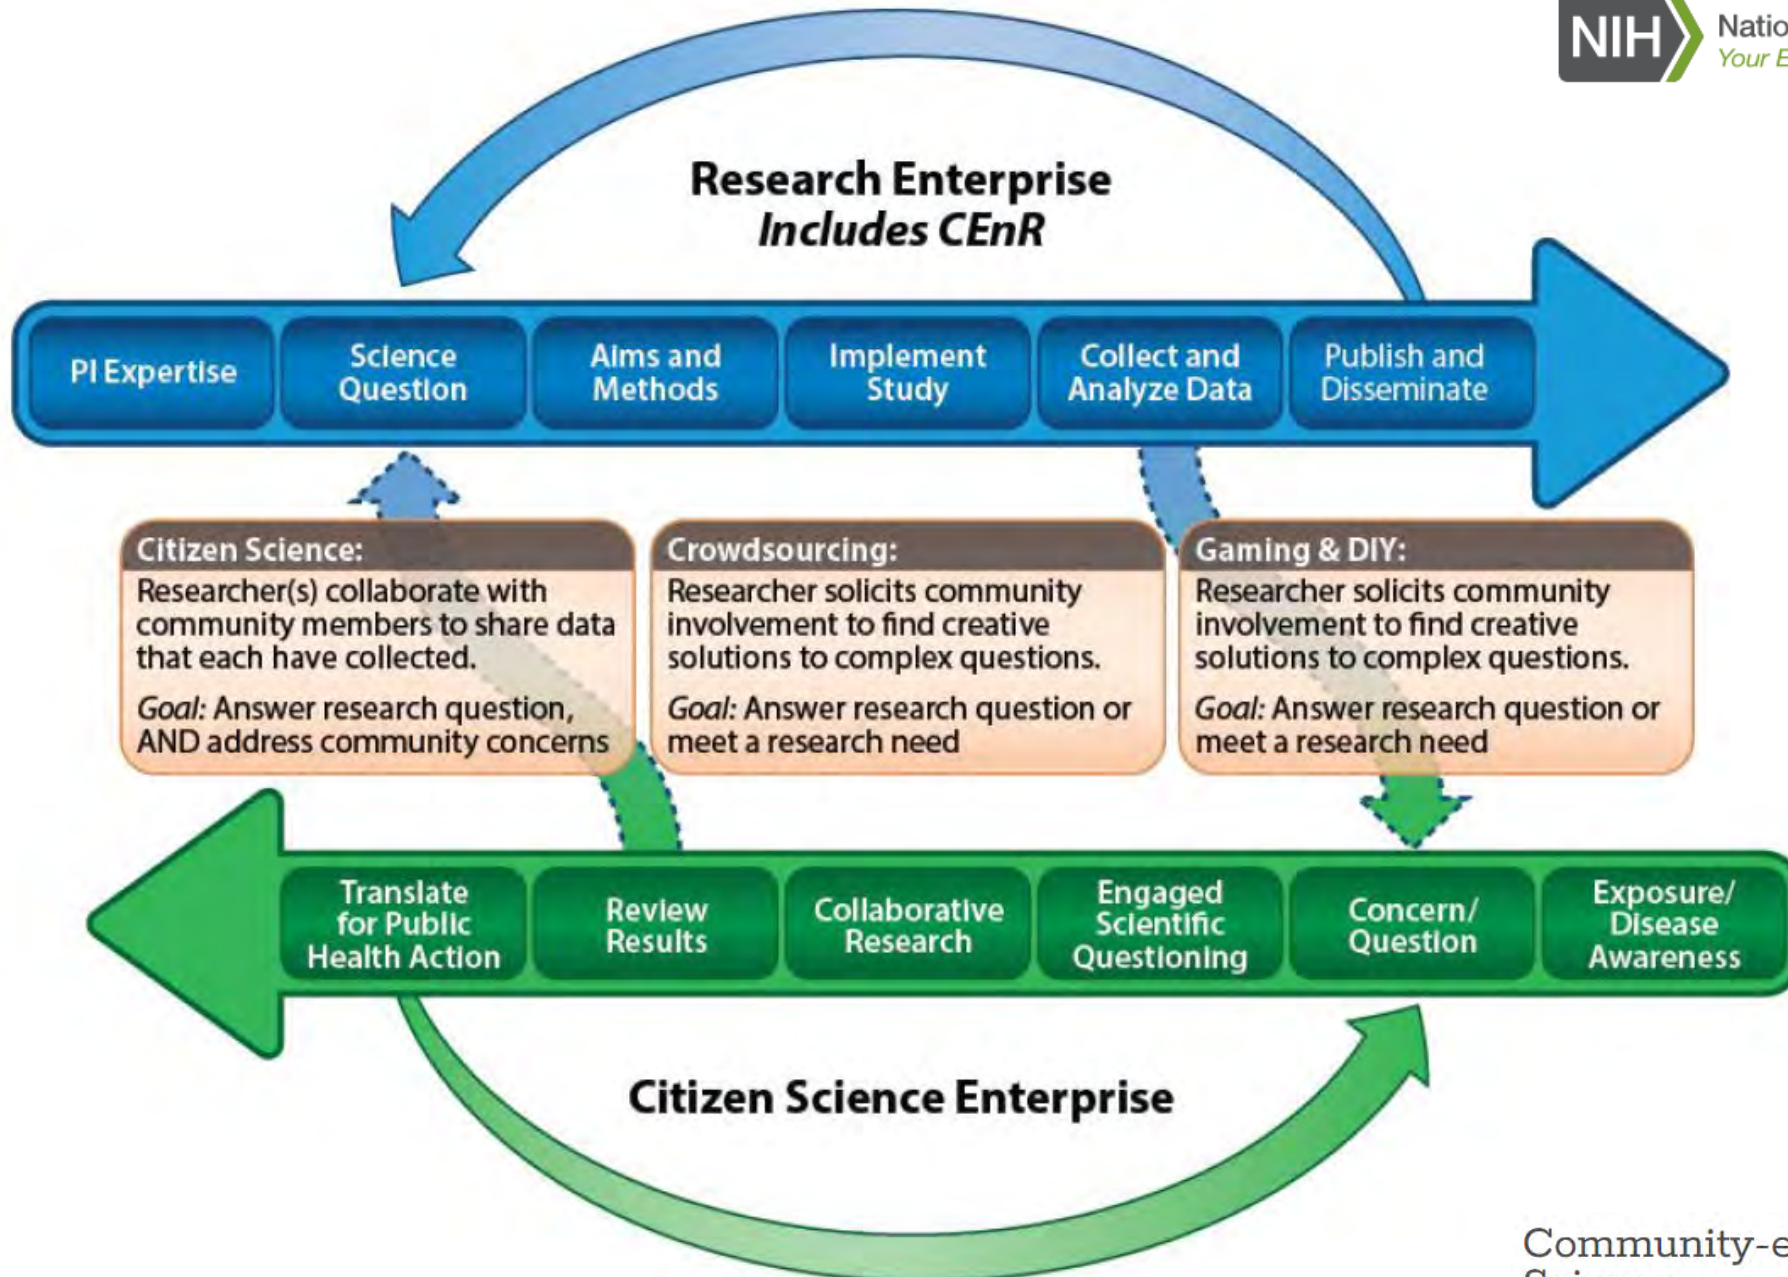 NIH
Your
Research Enterprise
Includes CEnR
PI Expertise
Science
Question
Aims and
Methods
Implement
Study
Collect and
Analyze Data
Publish and
Disseminate
Citizen Science:
Researcher(s) collaborate with
community members to share data
that each have collected.
Goal: Answer research question,
AND address community concerns
Crowdsourcing:
Researcher solicits community
involvement to find creative
solutions to complex questions.
Goal: Answer research question or
meet a research need
Gaming & DIY:
Researcher solicits community
involvement to find creative
solutions to complex questions.
Goal: Answer research question or
meet a research need
Translate
for Public
Health Action
Review
Results
Collaborative
Research
Engaged
Scientific
Questioning
Concern/
Question
Exposure/
Disease
Awareness
Citizen Science Enterprise